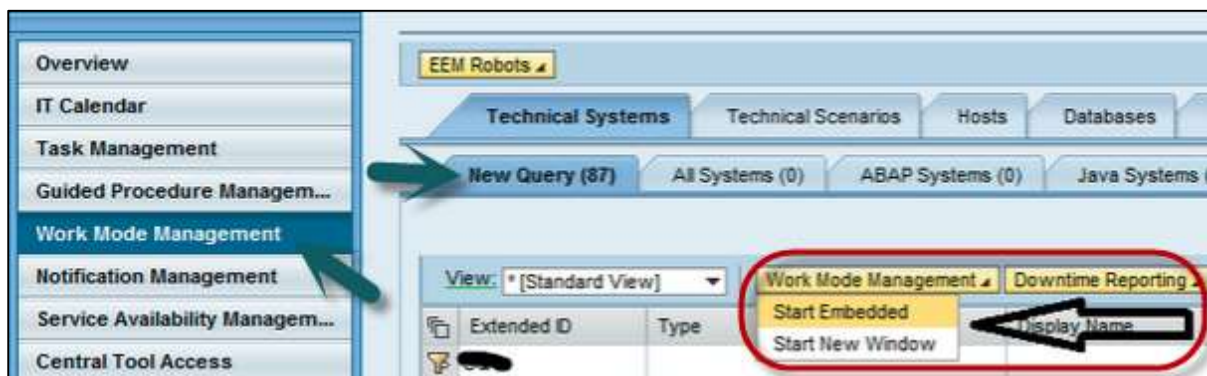 Overview
IT Calendar
Task Management
Guided Procedure Managem...
Work Mode Management
Notification Management
Service Availability Managem...
Central Tool Access
EEM Robots
Technical Systems Technical Scenarios Hosts Databases
New Query (87) All Systems (0) ABAP Systems (0) Java Systems (
View: * [Standard View] Work Mode Management Downtime Reporting
Start Embedded
Start New Window
Extended ID Type Display Name